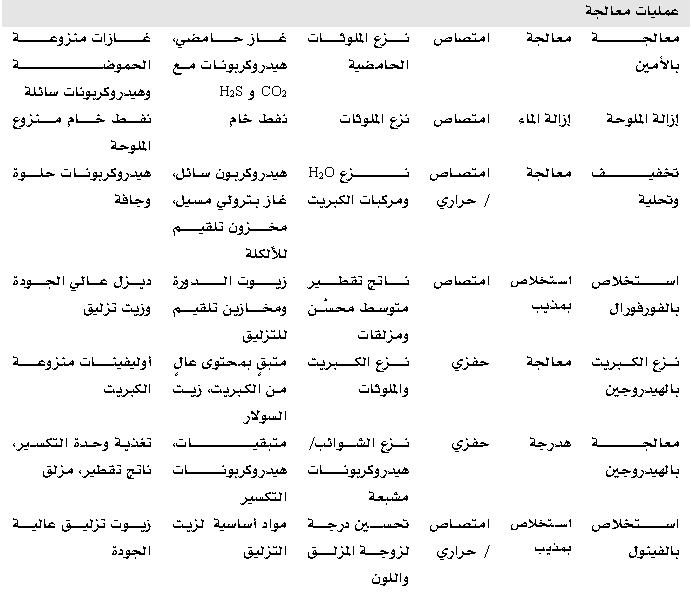 عمليات معالجة
معالجة معالجة امتصاص نزع الملوثات غاز حامضي، غازات منزوعة
بالأمين الحامضية هيدروكربونات مع الحموضة
CO₂ و H₂S وهيدروكربونات سائلة
إزالة الملوحة إزالة الماء امتصاص نزع الملوثات نفط خام نفط خام منزوع
الملوحة
تخفيف معالجة امتصاص نزع H₂O هيدروكربون سائل، هيدروكربونات حلوة
وتحلية / حراري ومركبات الكبريت غاز بترولي مسيل، وجافة
مخزون تلقيم
للألكلة
استخلاص استخلاص امتصاص ناتج تقطير زيوت الدورة ديزل عالي الجودة
بالفورفورال بمذيب متوسط محسّن ومخازين تلقيم وزيت تزليق
ومزلقات للتزليق
نزع الكبريت معالجة حفزي نزع الكبريت متبقٍ بمحتوى عالٍ أوليفينات منزوعة
بالهيدروجين والملوثات من الكبريت، زيت الكبريت
السولار
معالجة هدرجة حفزي نزع الشوائب/ متبقيات، تغذية وحدة التكسير،
بالهيدروجين هيدروكربونات هيدروكربونات ناتج تقطير، مزلق
مشبعة التكسير
استخلاص استخلاص امتصاص تحسين درجة مواد أساسية لزيت زيوت تزليق عالية
بالفينول بمذيب / حراري لزوجة المزلق التزليق الجودة
واللون